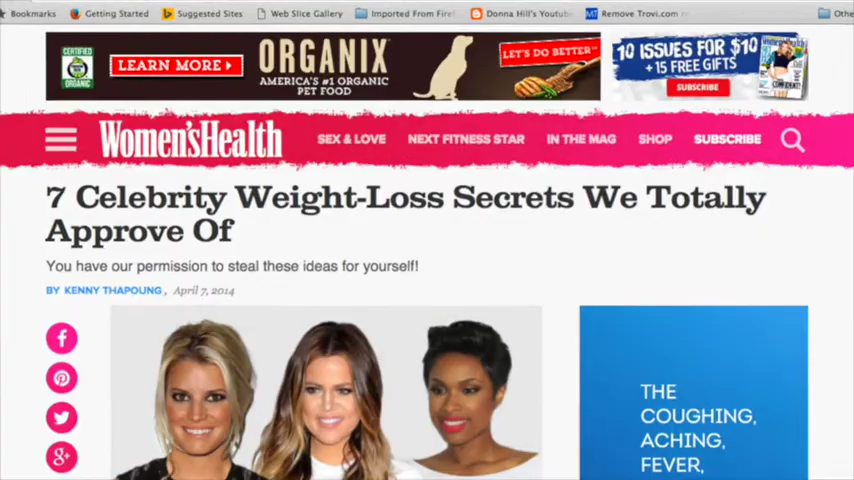 Bookmarks Getting Started Suggested Sites Web Slice Gallery Imported From Firef Donna Hill's Youtub MT Remove Trovi.com
CERTIFIED
ORGANIC
LEARN MORE
ORGANIX
AMERICA'S #1 ORGANIC
PET FOOD
LET'S DO BETTER
10 ISSUES FOR $10
+ 15 FREE GIFTS
SUBSCRIBE
Women'sHealth SEX & LOVE NEXT FITNESS STAR IN THE MAG SHOP SUBSCRIBE
7 Celebrity Weight-Loss Secrets We Totally
Approve Of
You have our permission to steal these ideas for yourself!
BY KENNY THAPOUNG, April 7, 2014
THE
COUGHING,
ACHING,
FEVER,